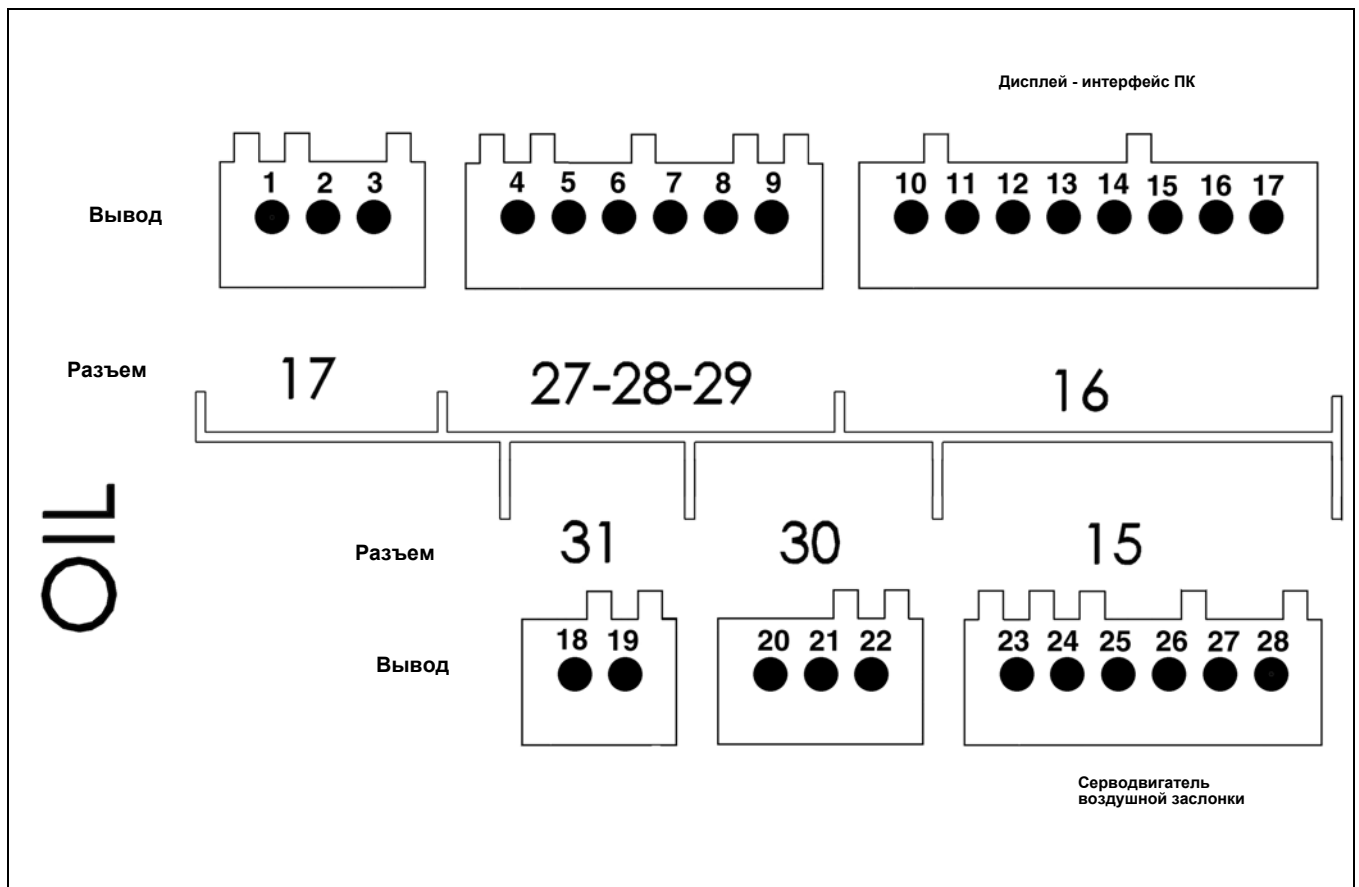 Дисплей - интерфейс ПК
1 2 3 4 5 6 7 8 9 10 11 12 13 14 15 16 17
Вывод
Разъем 17 27-28-29 16
OIL
Разъем 31 30 15
18 19 20 21 22 23 24 25 26 27 28
Вывод
Серводвигатель
воздушной заслонки